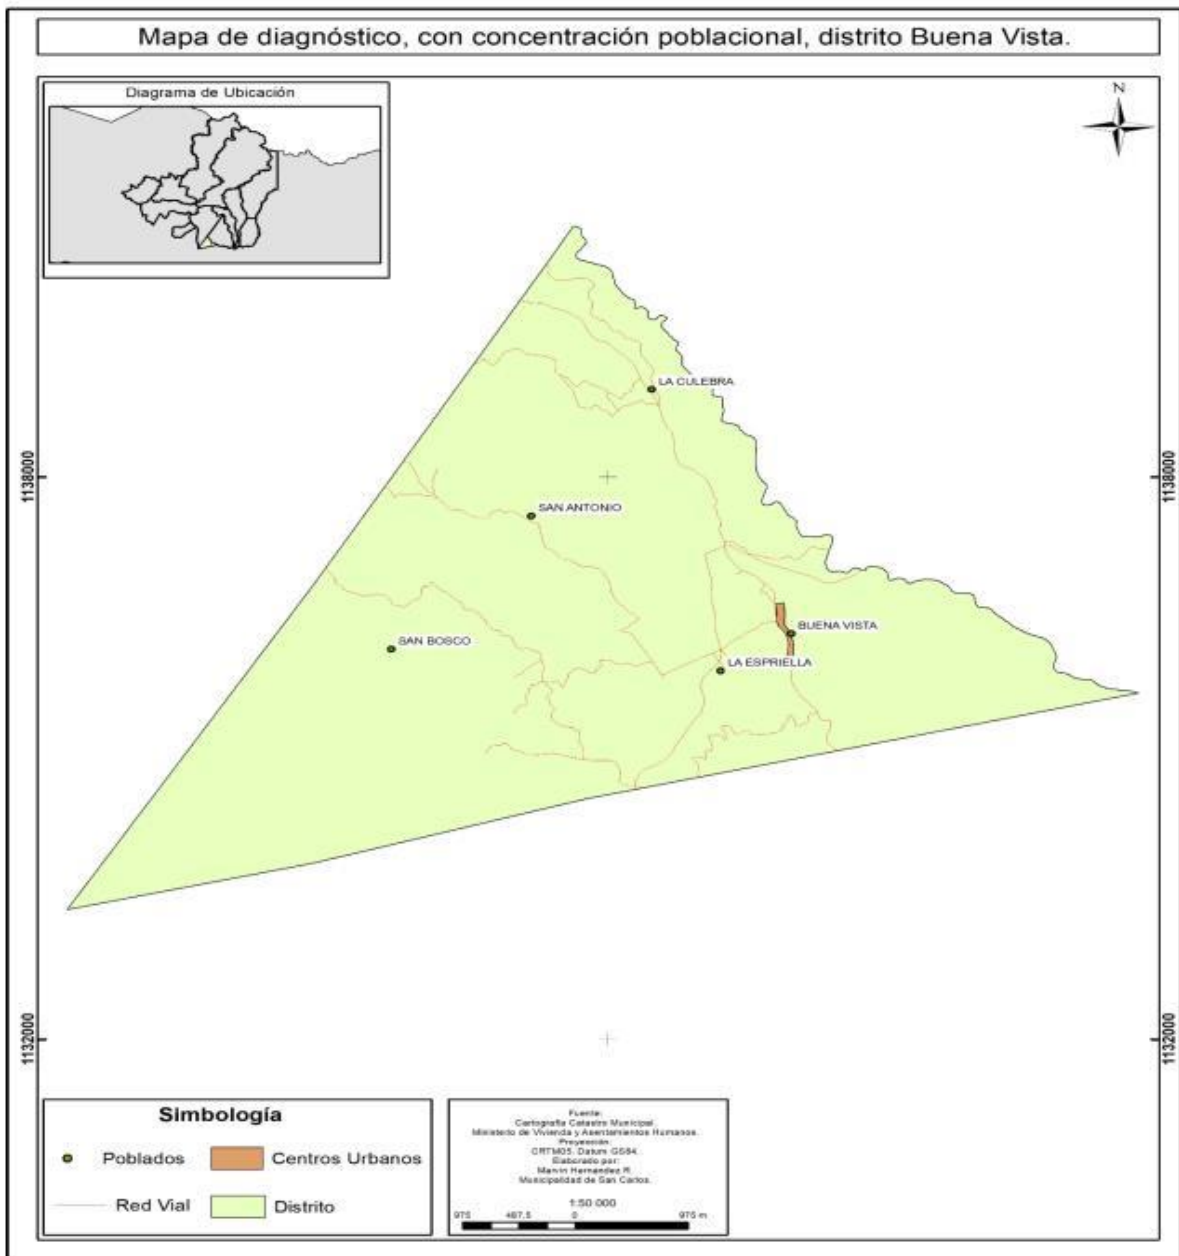 Mapa de diagnóstico, con concentración poblacional, distrito Buena Vista.
Diagrama de Ubicación
N
LA CULEBRA
1138000
1138000
SAN ANTONIO
BUENA VISTA
SAN BOSCO
LA ESPRIELLA
1132000
1132000
Simbología
Poblados
Centros Urbanos
Red Vial
Distrito
Fuente:
Cartografía Catastro Municipal.
Ministerio de Vivienda y Asentamientos Humanos.
Proyección:
CRTM05. Datum GS84.
Elaborado por:
Marvin Hernández R.
Municipalidad de San Carlos.
1:50 000
975 487.5 0 975 m